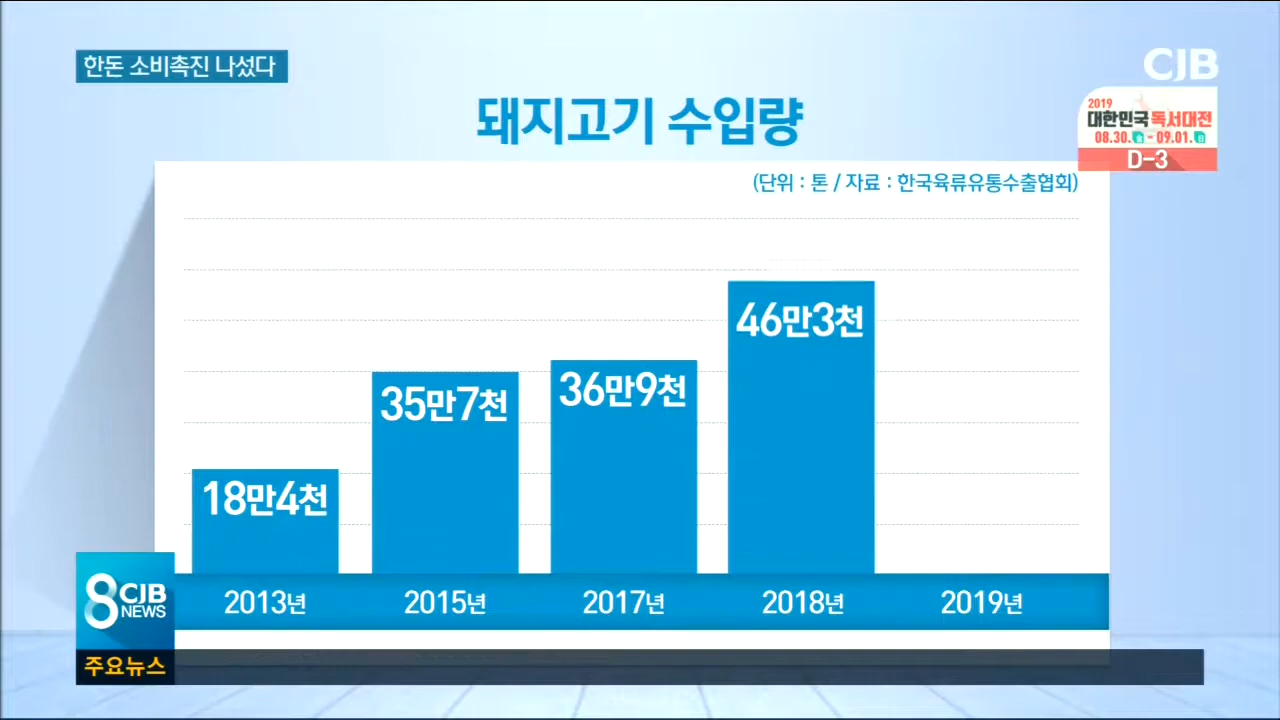 한돈 소비촉진 나섰다
CJB
2019
대한민국 독서대전
08.30.금 - 09.01.일
D-3
돼지고기 수입량
(단위 : 톤 / 자료 : 한국육류유통수출협회)
18만4천
35만7천
36만9천
46만3천
2013년
2015년
2017년
2018년
2019년
8 CJB
NEWS
주요뉴스